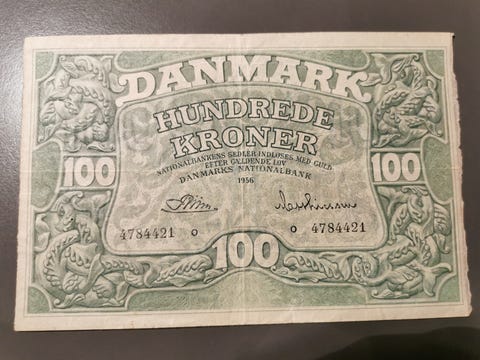 DANMARK
HUNDREDE
KRONER
NATIONALBANKENS SEDLER INDLØSES MED GULD
EFTER GÆLDENDE LOV
DANMARKS NATIONALBANK
1956
100 100
4784421 o o 4784421
100